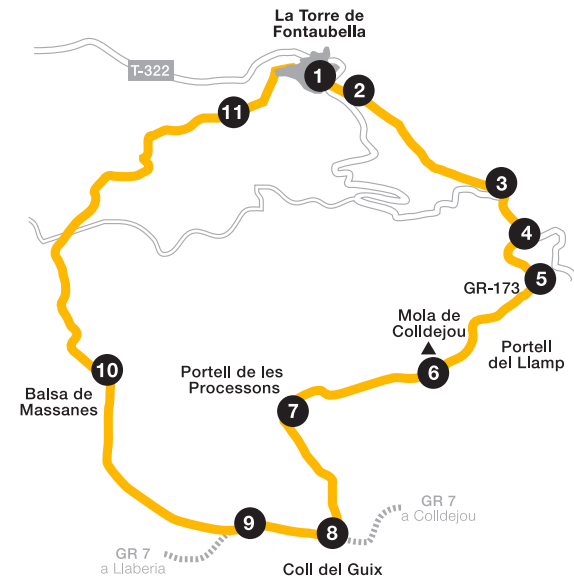 La Torre de
Fontaubella
T-322
1
2
11
3
4
5
GR-173
Mola de
Colldejou
Portell
del Llamp
6
10
Portell de les
Processons
Balsa de
Massanes
7
9
8
GR 7
a Colldejou
GR 7
a Llaberia
Coll del Guix